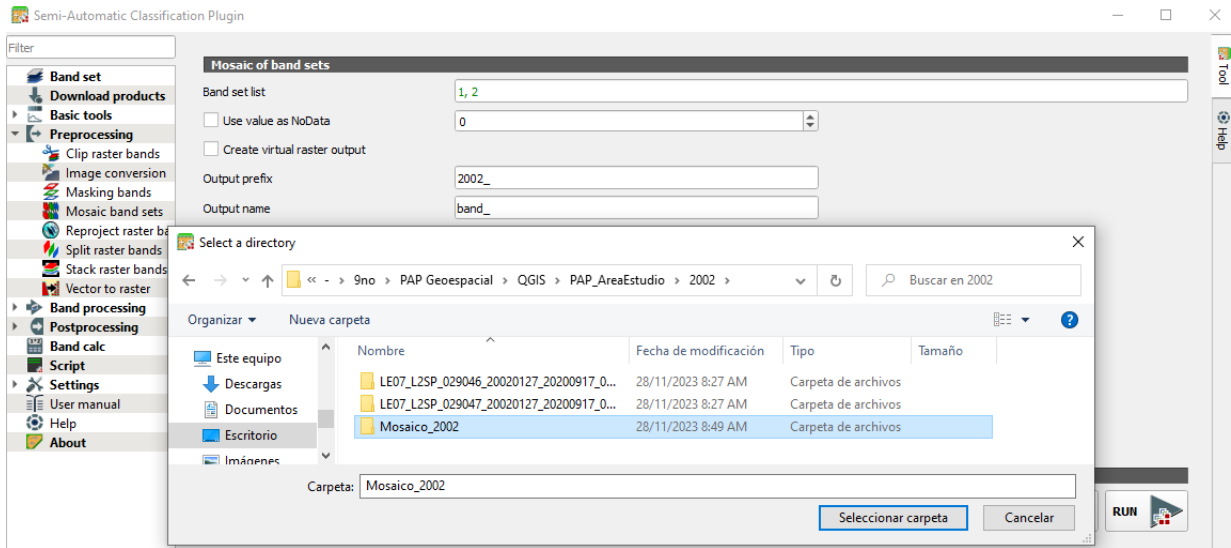 Semi-Automatic Classification Plugin
Filter
Band set
Download products
Basic tools
Preprocessing
Clip raster bands
Image conversion
Masking bands
Mosaic band sets
Reproject raster ba
Split raster bands
Stack raster bands
Vector to raster
Band processing
Postprocessing
Band calc
Script
Settings
User manual
Help
About
Mosaic of band sets
Band set list 1, 2
Use value as NoData 0
Create virtual raster output
Output prefix 2002_
Output name band_
Tool
Help
Select a directory
« - > 9no > PAP Geoespacial > QGIS > PAP_AreaEstudio > 2002 >
Buscar en 2002
Organizar Nueva carpeta
Este equipo
Descargas
Documentos
Escritorio
Imágenes
Nombre Fecha de modificación Tipo Tamaño
LE07_L2SP_029046_20020127_20200917_0... 28/11/2023 8:27 AM Carpeta de archivos
LE07_L2SP_029047_20020127_20200917_0... 28/11/2023 8:27 AM Carpeta de archivos
Mosaico_2002 28/11/2023 8:49 AM Carpeta de archivos
Carpeta: Mosaico_2002
Seleccionar carpeta Cancelar
RUN